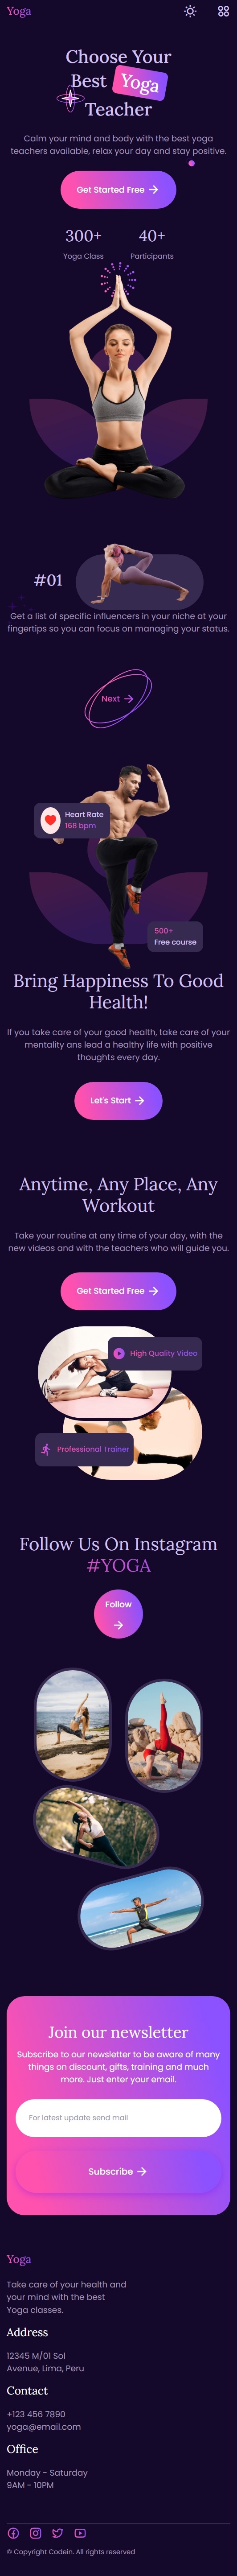 Yoga
Choose Your
Best Yoga
Teacher
Calm your mind and body with the best yoga
teachers available, relax your day and stay positive.
Get Started Free
300+
Yoga Class
40+
Participants
#01
Get a list of specific influencers in your niche at your
fingertips so you can focus on managing your status.
Next
Heart Rate
168 bpm
500+
Free course
Bring Happiness To Good
Health!
If you take care of your good health, take care of your
mentality ans lead a healthy life with positive
thoughts every day.
Let's Start
Anytime, Any Place, Any
Workout
Take your routine at any time of your day, with the
new videos and with the teachers who will guide you.
Get Started Free
High Quality Video
Professional Trainer
Follow Us On Instagram
#YOGA
Follow
Join our newsletter
Subscribe to our newsletter to be aware of many
things on discount, gifts, training and much
more. Just enter your email.
For latest update send mail
Subscribe
Yoga
Take care of your health and
your mind with the best
Yoga classes.
Address
12345 M/01 Sol
Avenue, Lima, Peru
Contact
+123 456 7890
yoga@email.com
Office
Monday - Saturday
9AM - 10PM
© Copyright Codein. All rights reserved